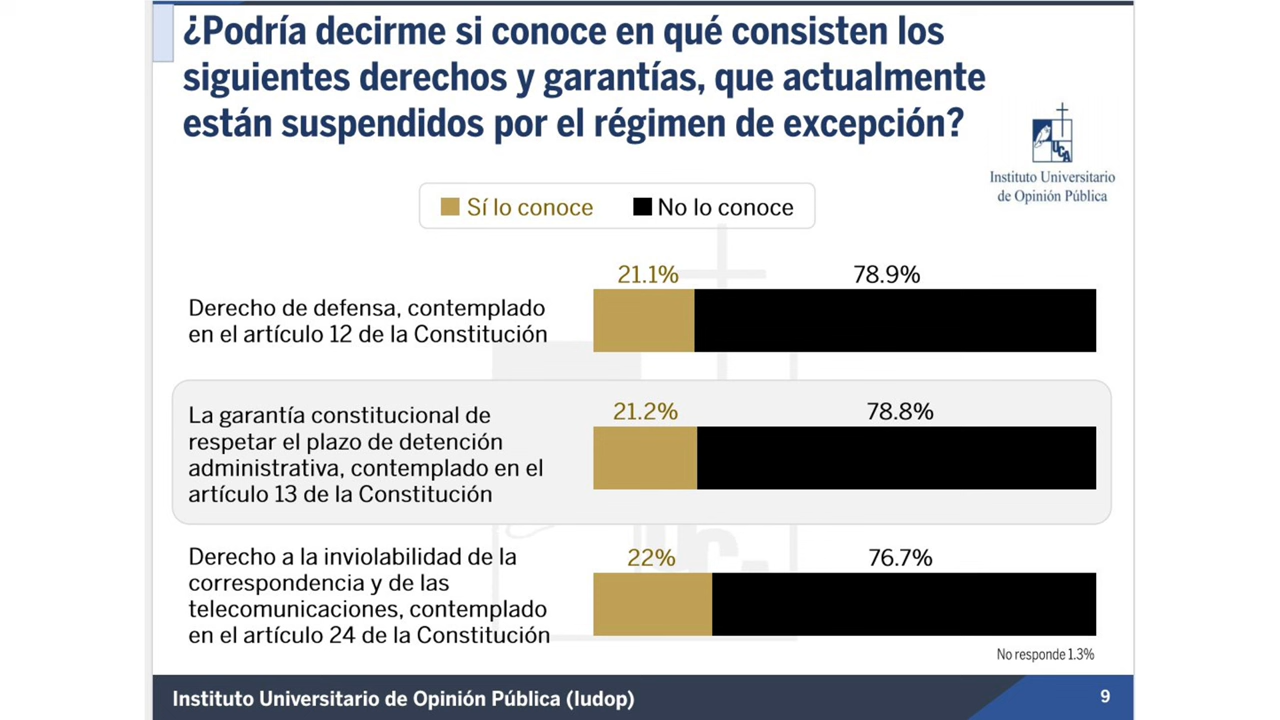 ¿Podría decirme si conoce en qué consisten los
siguientes derechos y garantías, que actualmente
están suspendidos por el régimen de excepción?
UCA
Instituto Universitario
de Opinión Pública
Sí lo conoce No lo conoce
21.1% 78.9%
Derecho de defensa, contemplado
en el artículo 12 de la Constitución
21.2% 78.8%
La garantía constitucional de
respetar el plazo de detención
administrativa, contemplado en el
artículo 13 de la Constitución
22% 76.7%
Derecho a la inviolabilidad de la
correspondencia y de las
telecomunicaciones, contemplado
en el artículo 24 de la Constitución
No responde 1.3%
Instituto Universitario de Opinión Pública (Iudop) 9